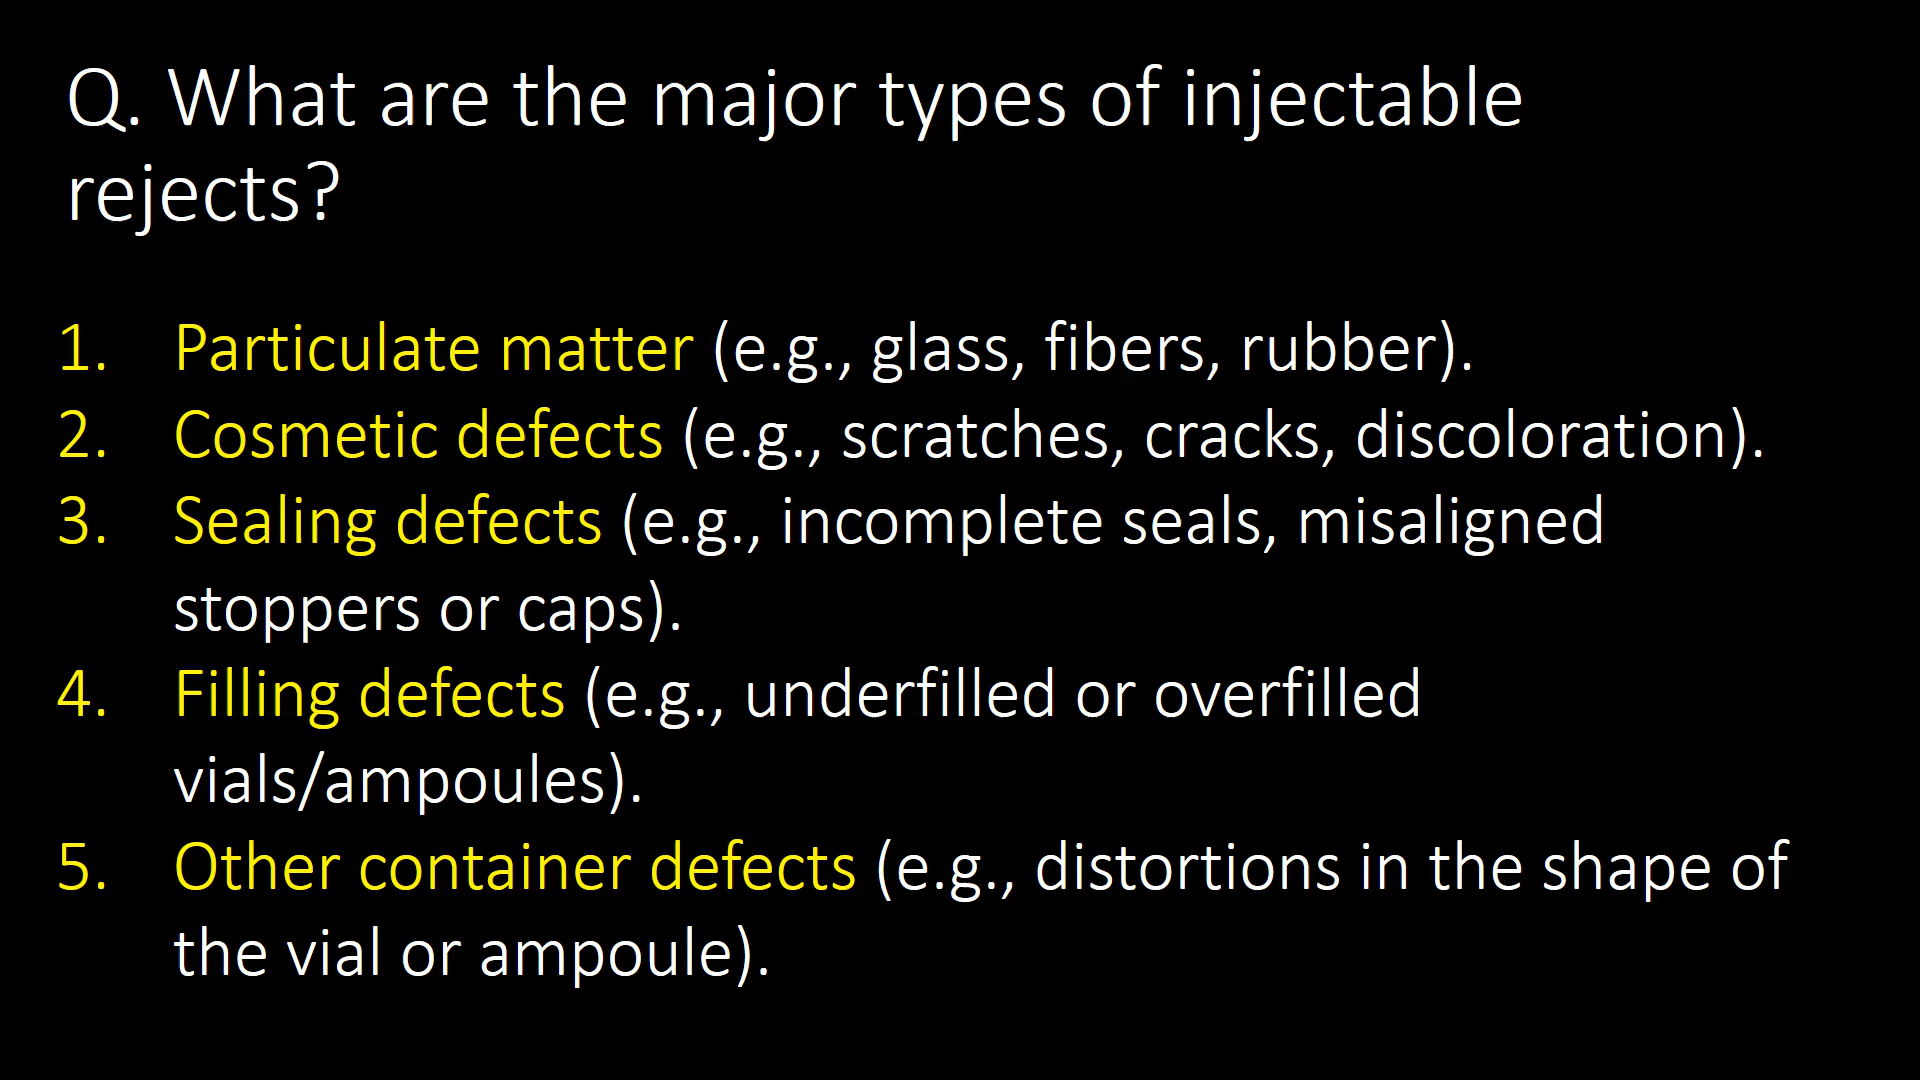 Q. What are the major types of injectable
rejects?
1. Particulate matter (e.g., glass, fibers, rubber).
2. Cosmetic defects (e.g., scratches, cracks, discoloration).
3. Sealing defects (e.g., incomplete seals, misaligned
stoppers or caps).
4. Filling defects (e.g., underfilled or overfilled
vials/ampoules).
5. Other container defects (e.g., distortions in the shape of
the vial or ampoule).